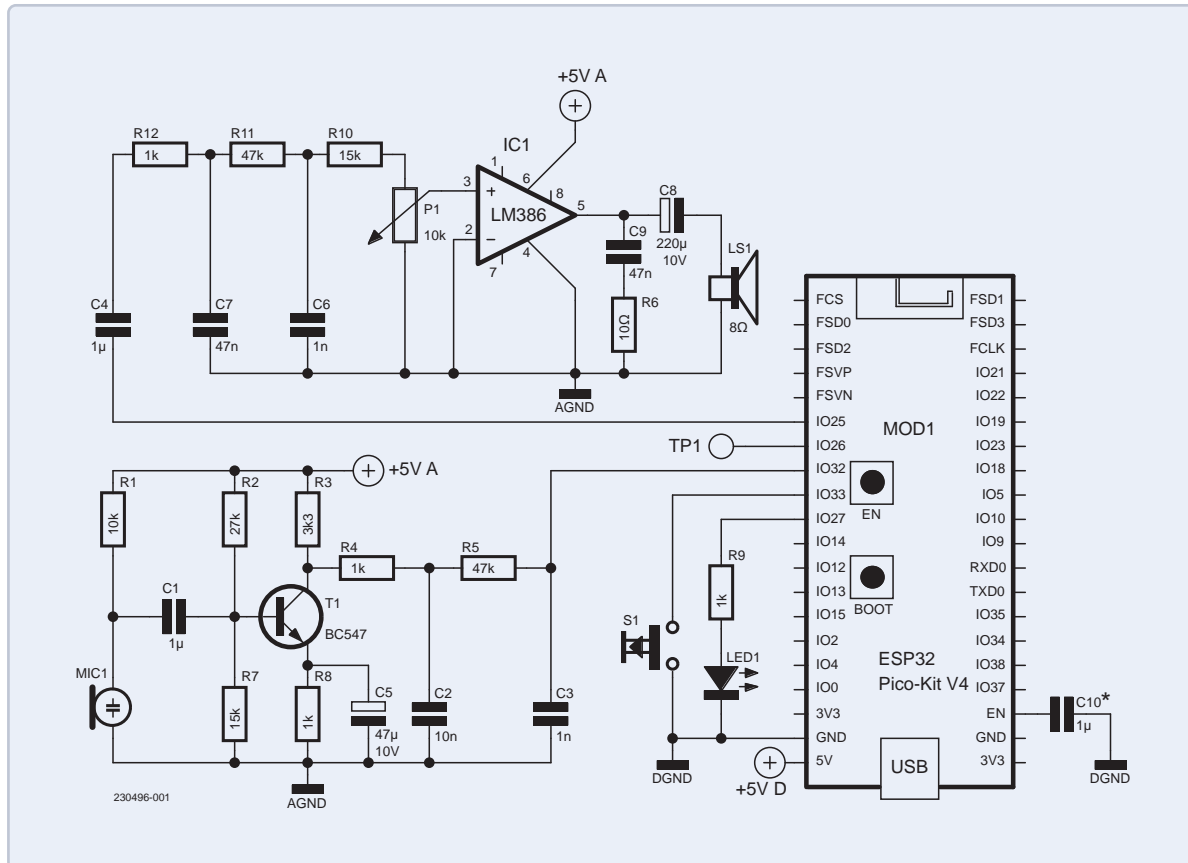 +5V A
R12
1k
R11
47k
R10
15k
P1
10k
IC1
LM386
1
3
+
2
–
6
8
5
4
7
C8
220µ
10V
C9
47n
R6
10Ω
LS1
8Ω
C4
1µ
C7
47n
C6
1n
AGND
TP1
+5V A
R1
10k
R2
27k
R3
3k3
R4
1k
R5
47k
C1
1µ
T1
BC547
MIC1
R7
15k
R8
1k
C5
47µ
10V
C2
10n
C3
1n
AGND
230496-001
S1
R9
1k
LED1
DGND
+5V D
FCS
FSD0
FSD2
FSVP
FSVN
IO25
IO26
IO32
IO33
IO27
IO14
IO12
IO13
IO15
IO2
IO4
IO0
3V3
GND
5V
MOD1
EN
BOOT
ESP32
Pico-Kit V4
USB
FSD1
FSD3
FCLK
IO21
IO22
IO19
IO23
IO18
IO5
IO10
IO9
RXD0
TXD0
IO35
IO34
IO38
IO37
EN
GND
3V3
C10*
1µ
DGND